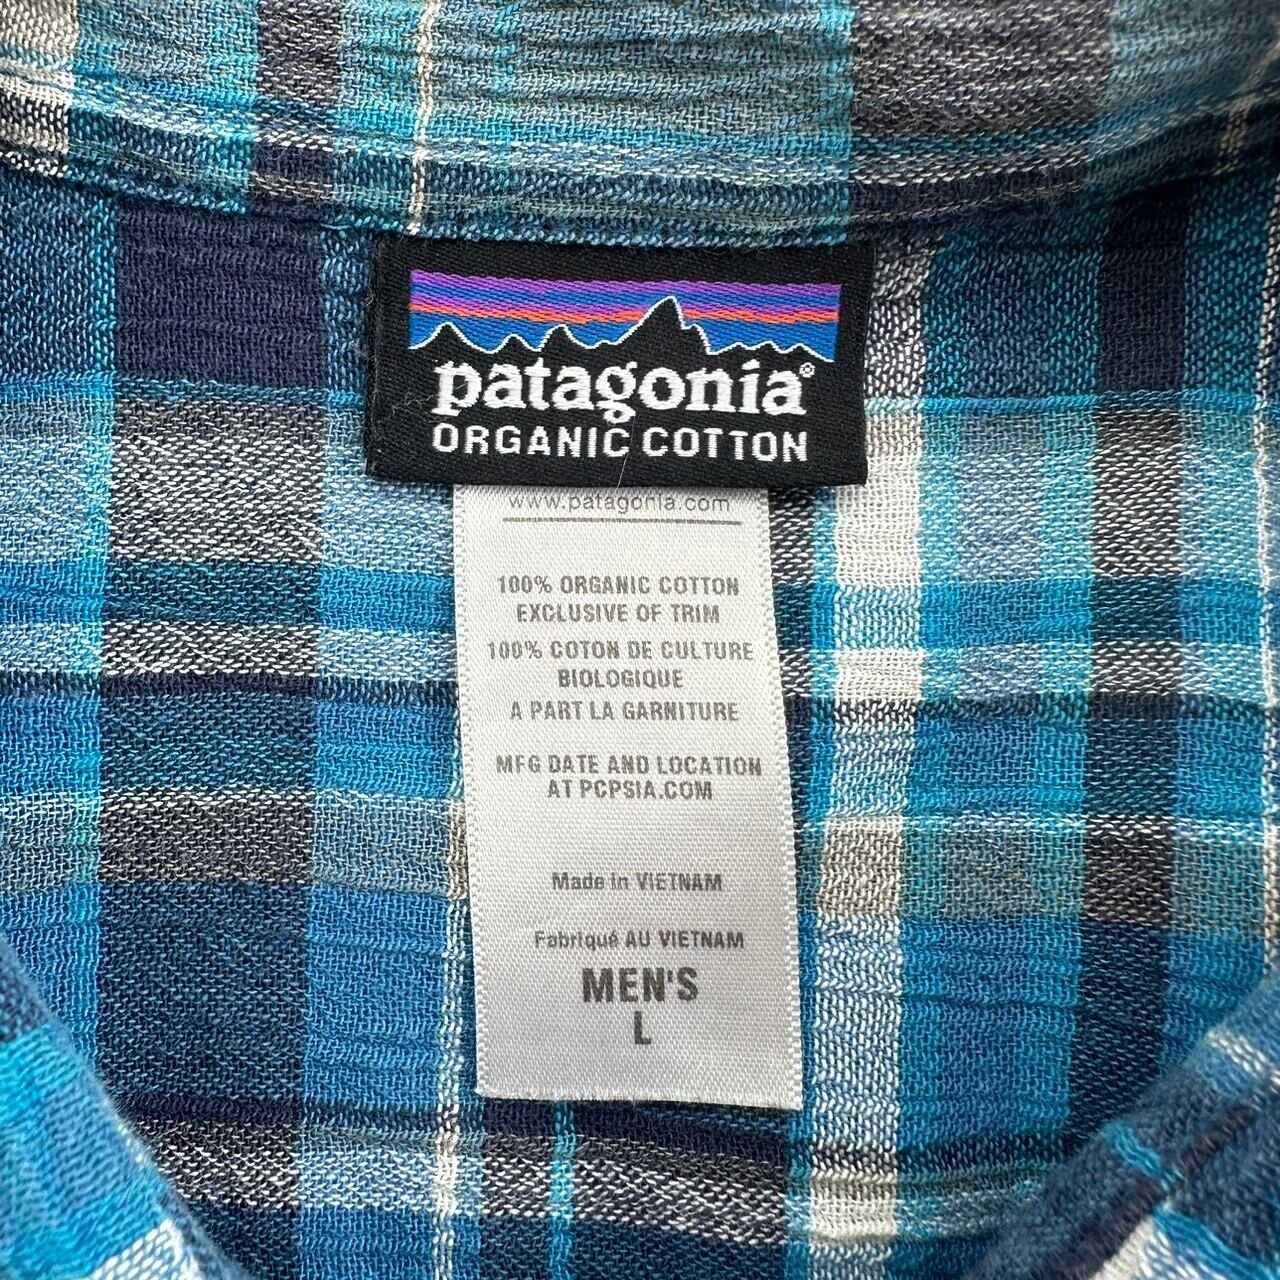 patagonia®
ORGANIC COTTON
www.patagonia.com
100% ORGANIC COTTON
EXCLUSIVE OF TRIM
100% COTON DE CULTURE
BIOLOGIQUE
A PART LA GARNITURE
MFG DATE AND LOCATION
AT PCPSIA.COM
Made in VIETNAM
Fabriqué AU VIETNAM
MEN'S
L